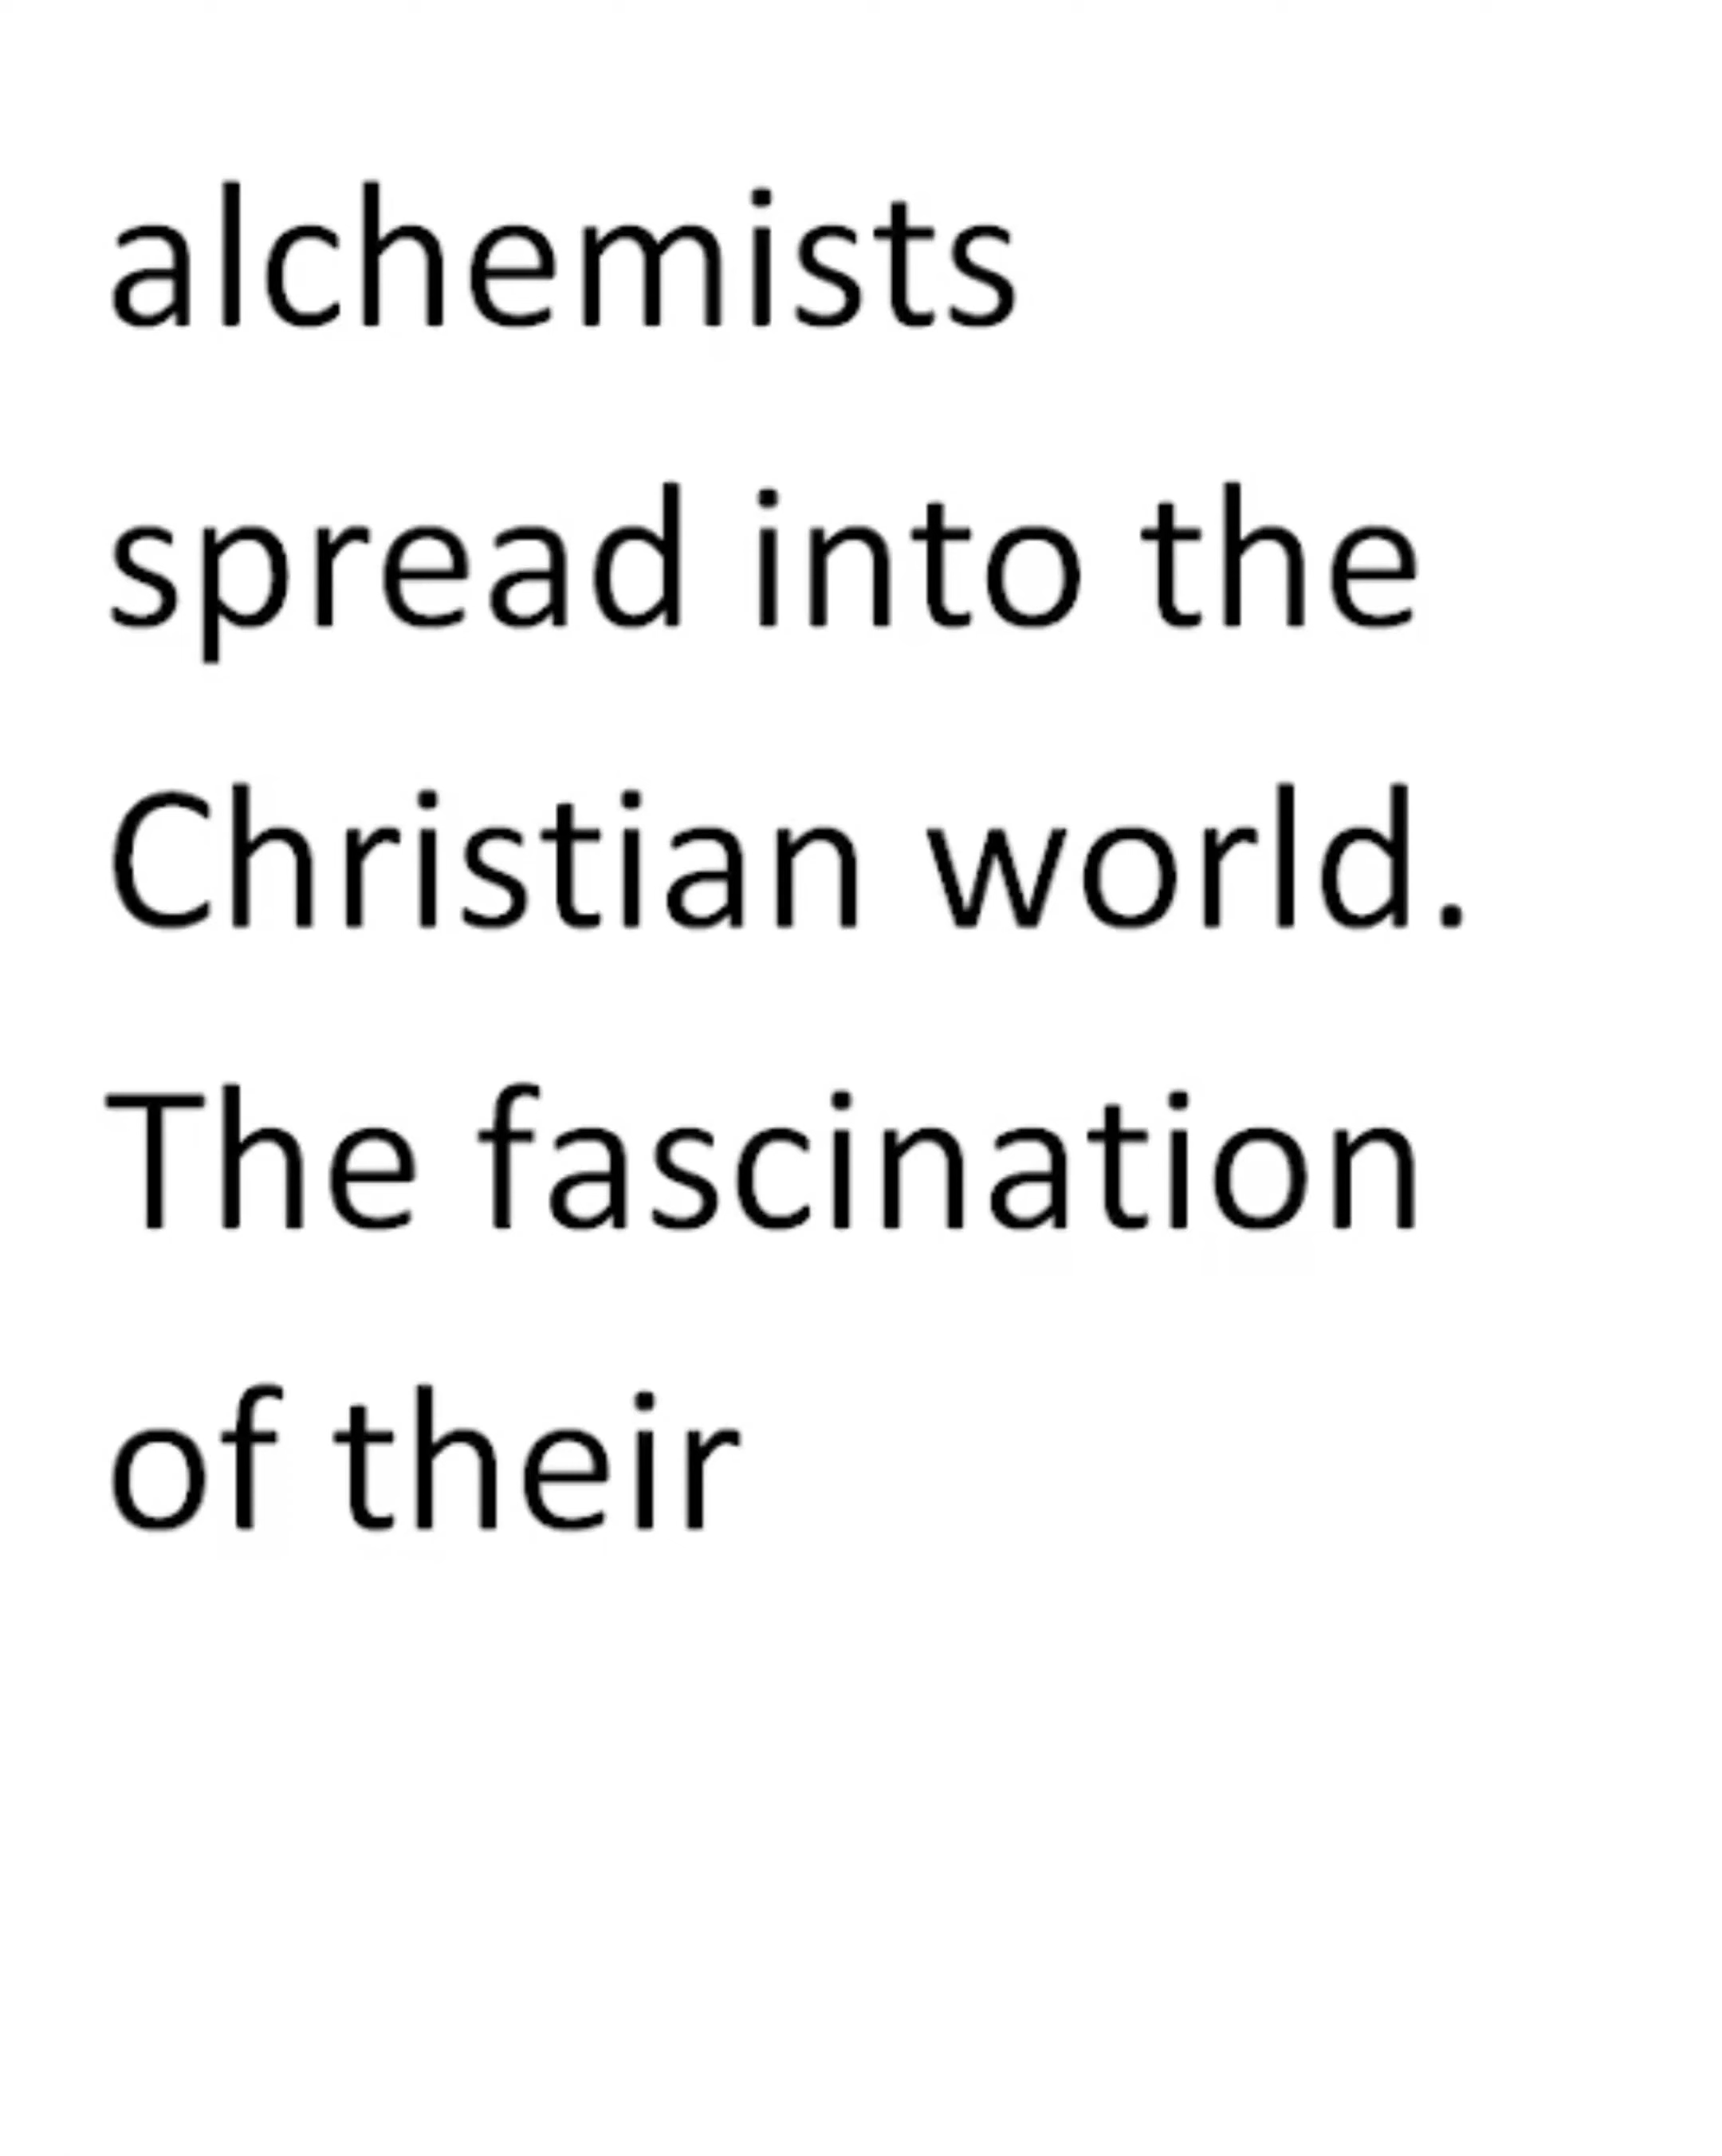 alchemists
spread into the
Christian world.
The fascination
of their